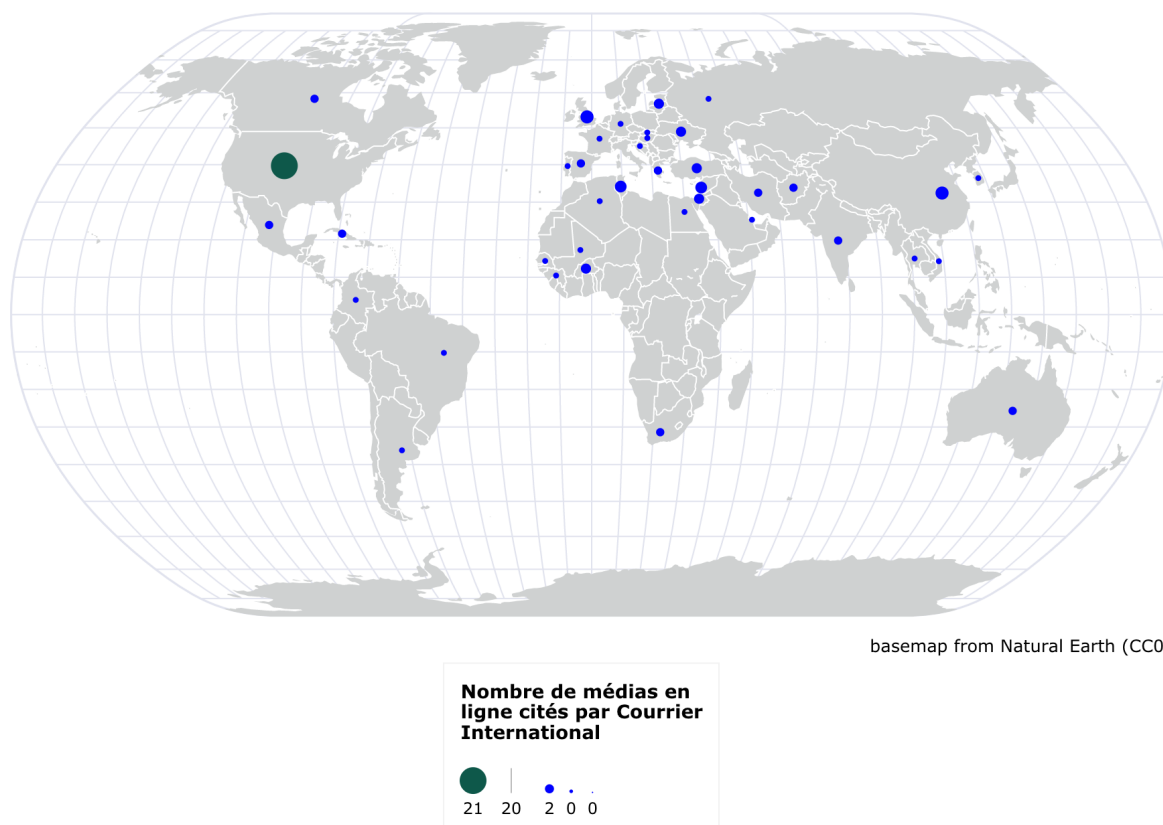 basemap from Natural Earth (CC0
Nombre de médias en
ligne cités par Courrier
International
21 20 2 0 0